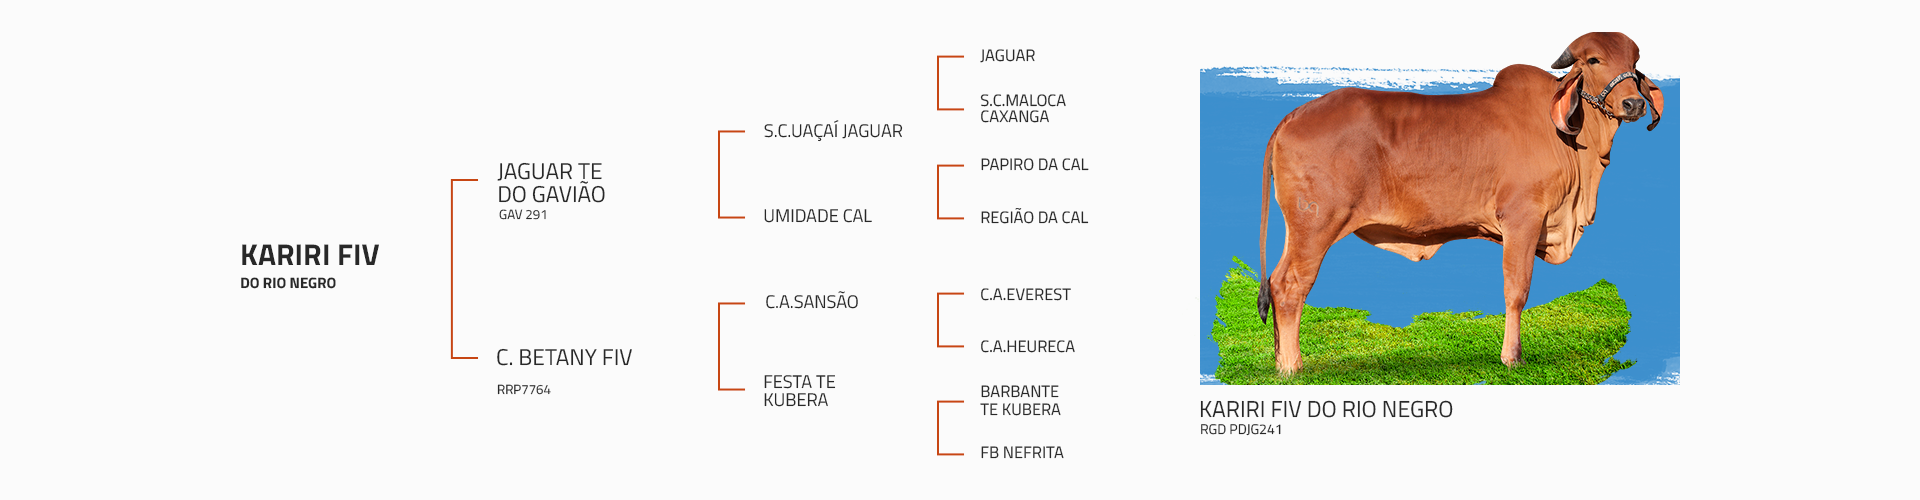 KARIRI FIV
DO RIO NEGRO
JAGUAR TE
DO GAVIÃO
GAV 291
C. BETANY FIV
RRP7764
S.C.UAÇAÍ JAGUAR
UMIDADE CAL
C.A.SANSÃO
FESTA TE
KUBERA
JAGUAR
S.C.MALOCA
CAXANGA
PAPIRO DA CAL
REGIÃO DA CAL
C.A.EVEREST
C.A.HEURECA
BARBANTE
TE KUBERA
FB NEFRITA
KARIRI FIV DO RIO NEGRO
RGD PDJG241